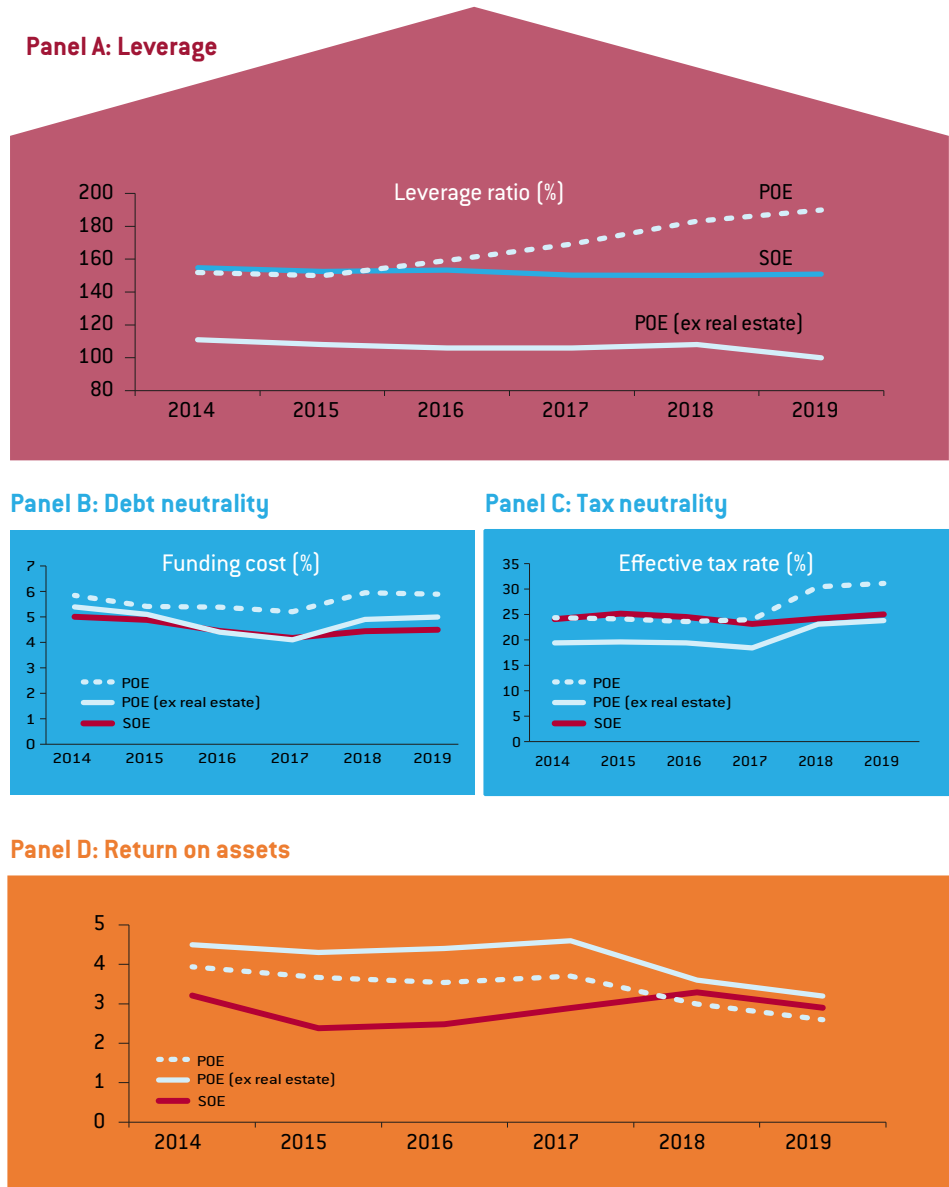 Panel A: Leverage
Leverage ratio (%)
POE
SOE
POE (ex real estate)
200
180
160
140
120
100
80
2014 2015 2016 2017 2018 2019
Panel B: Debt neutrality
Funding cost (%)
7
6
5
4
3
2
1
0
POE
POE (ex real estate)
SOE
2014 2015 2016 2017 2018 2019
Panel C: Tax neutrality
Effective tax rate (%)
35
30
25
20
15
10
5
0
POE
POE (ex real estate)
SOE
2014 2015 2016 2017 2018 2019
Panel D: Return on assets
5
4
3
2
1
0
POE
POE (ex real estate)
SOE
2014 2015 2016 2017 2018 2019